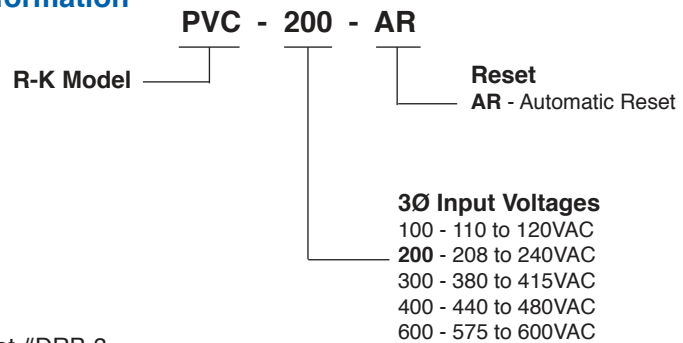 PVC - 200 - AR
R-K Model
Reset
AR - Automatic Reset
3Ø Input Voltages
100 - 110 to 120VAC
200 - 208 to 240VAC
300 - 380 to 415VAC
400 - 440 to 480VAC
600 - 575 to 600VAC